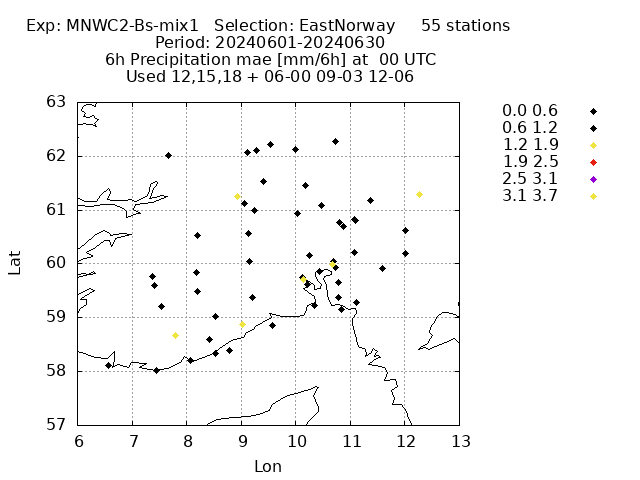 Exp: MNWC2-Bs-mix1 Selection: EastNorway 55 stations
Period: 20240601-20240630
6h Precipitation mae [mm/6h] at 00 UTC
Used 12,15,18 + 06-00 09-03 12-06
63
62
61
60
59
58
57
Lat
6 7 8 9 10 11 12 13
Lon
0.0 0.6
0.6 1.2
1.2 1.9
1.9 2.5
2.5 3.1
3.1 3.7